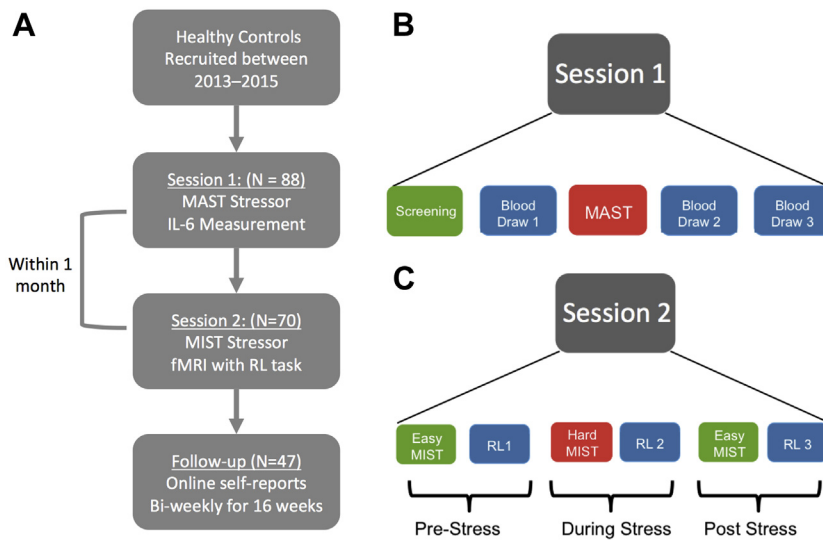 A
Healthy Controls
Recruited between
2013–2015
Session 1: (N = 88)
MAST Stressor
IL-6 Measurement
Within 1
month
Session 2: (N=70)
MIST Stressor
fMRI with RL task
Follow-up (N=47)
Online self-reports
Bi-weekly for 16 weeks
B
Session 1
Screening
Blood
Draw 1
MAST
Blood
Draw 2
Blood
Draw 3
C
Session 2
Easy
MIST
RL1
Hard
MIST
RL 2
Easy
MIST
RL 3
Pre-Stress
During Stress
Post Stress